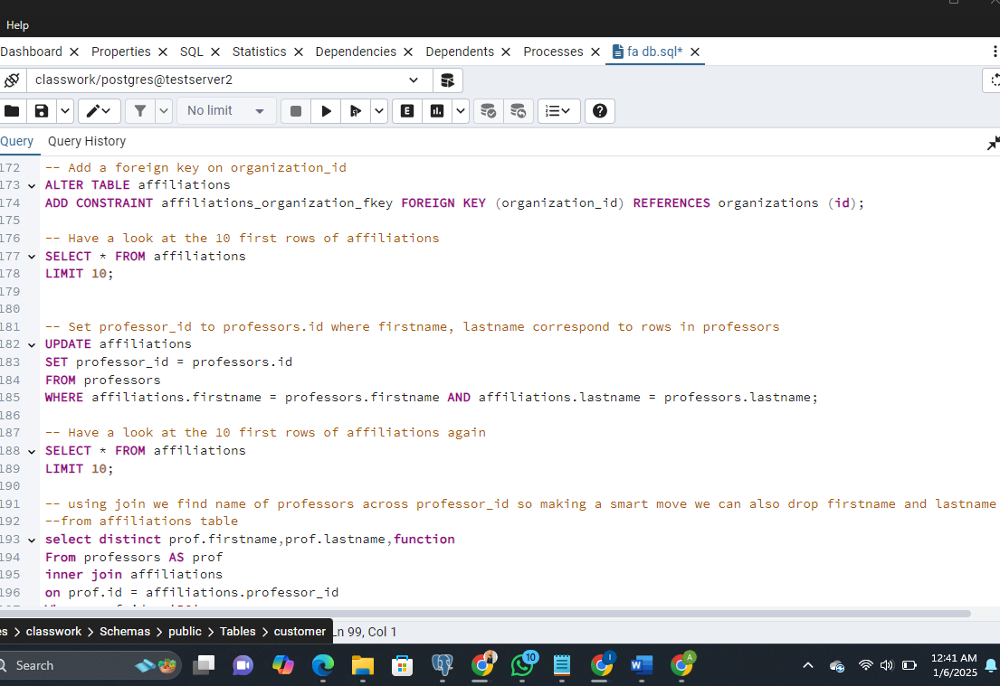 Help
Dashboard Properties SQL Statistics Dependencies Dependents Processes fa db.sql*
classwork/postgres@testserver2
No limit
Query Query History
172 -- Add a foreign key on organization_id
173 ALTER TABLE affiliations
174 ADD CONSTRAINT affiliations_organization_fkey FOREIGN KEY (organization_id) REFERENCES organizations (id);
175
176 -- Have a look at the 10 first rows of affiliations
177 SELECT * FROM affiliations
178 LIMIT 10;
179
180
181 -- Set professor_id to professors.id where firstname, lastname correspond to rows in professors
182 UPDATE affiliations
183 SET professor_id = professors.id
184 FROM professors
185 WHERE affiliations.firstname = professors.firstname AND affiliations.lastname = professors.lastname;
186
187 -- Have a look at the 10 first rows of affiliations again
188 SELECT * FROM affiliations
189 LIMIT 10;
190
191 -- using join we find name of professors across professor_id so making a smart move we can also drop firstname and lastname
192 --from affiliations table
193 select distinct prof.firstname,prof.lastname,function
194 From professors AS prof
195 inner join affiliations
196 on prof.id = affiliations.professor_id
es > classwork > Schemas > public > Tables > customer Ln 99, Col 1
Search 10 12:41 AM
1/6/2025